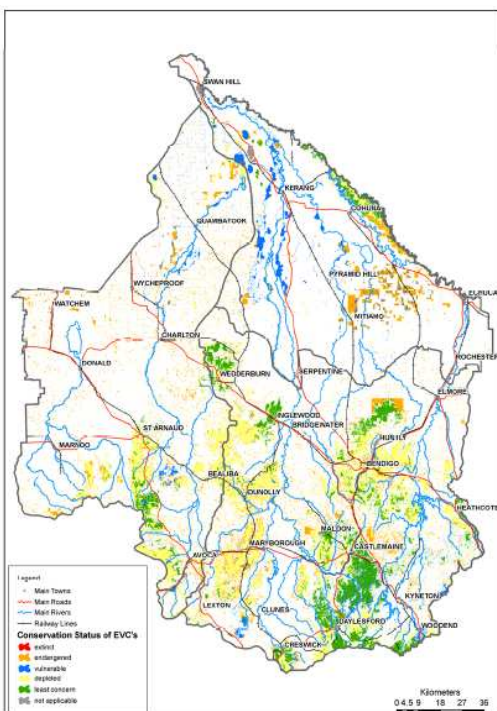 SWAN HILL
KERANG
COHUNA
QUAMBATOOK
PYRAMID HILL
WYCHEPROOF
ECHUCA
WATCHEM
MITIAMO
CHARLTON
ROCHESTER
DONALD
WEDDERBURN
SERPENTINE
ELMORE
INGLEWOOD
BRIDGEWATER
ST ARNAUD
HUNTLY
MARNOO
BENDIGO
BEALIBA
DUNOLLY
HEATHCOTE
MALDON
MARYBOROUGH
CASTLEMAINE
AVOCA
KYNETON
LEXTON
CLUNES
WOODEND
DAYLESFORD
CRESWICK
Legend
Main Towns
Main Roads
Main Rivers
Railway Lines
Conservation Status of EVC's
extinct
endangered
vulnerable
depleted
least concern
not applicable
Kilometers
0 4.5 9 18 27 36